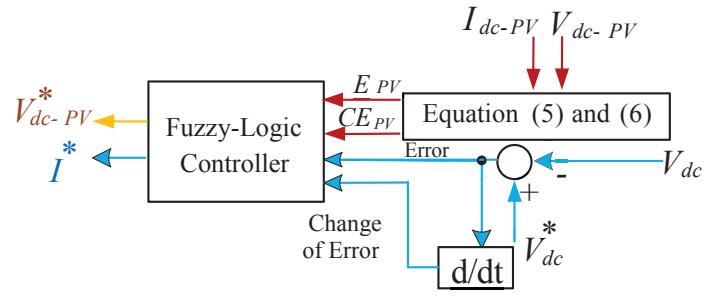 I dc-PV V dc- PV
E PV
V* dc- PV
Fuzzy-Logic
Controller
CE PV
Equation (5) and (6)
I*
Error
-
V dc
+
Change
of Error
d/dt
V* dc